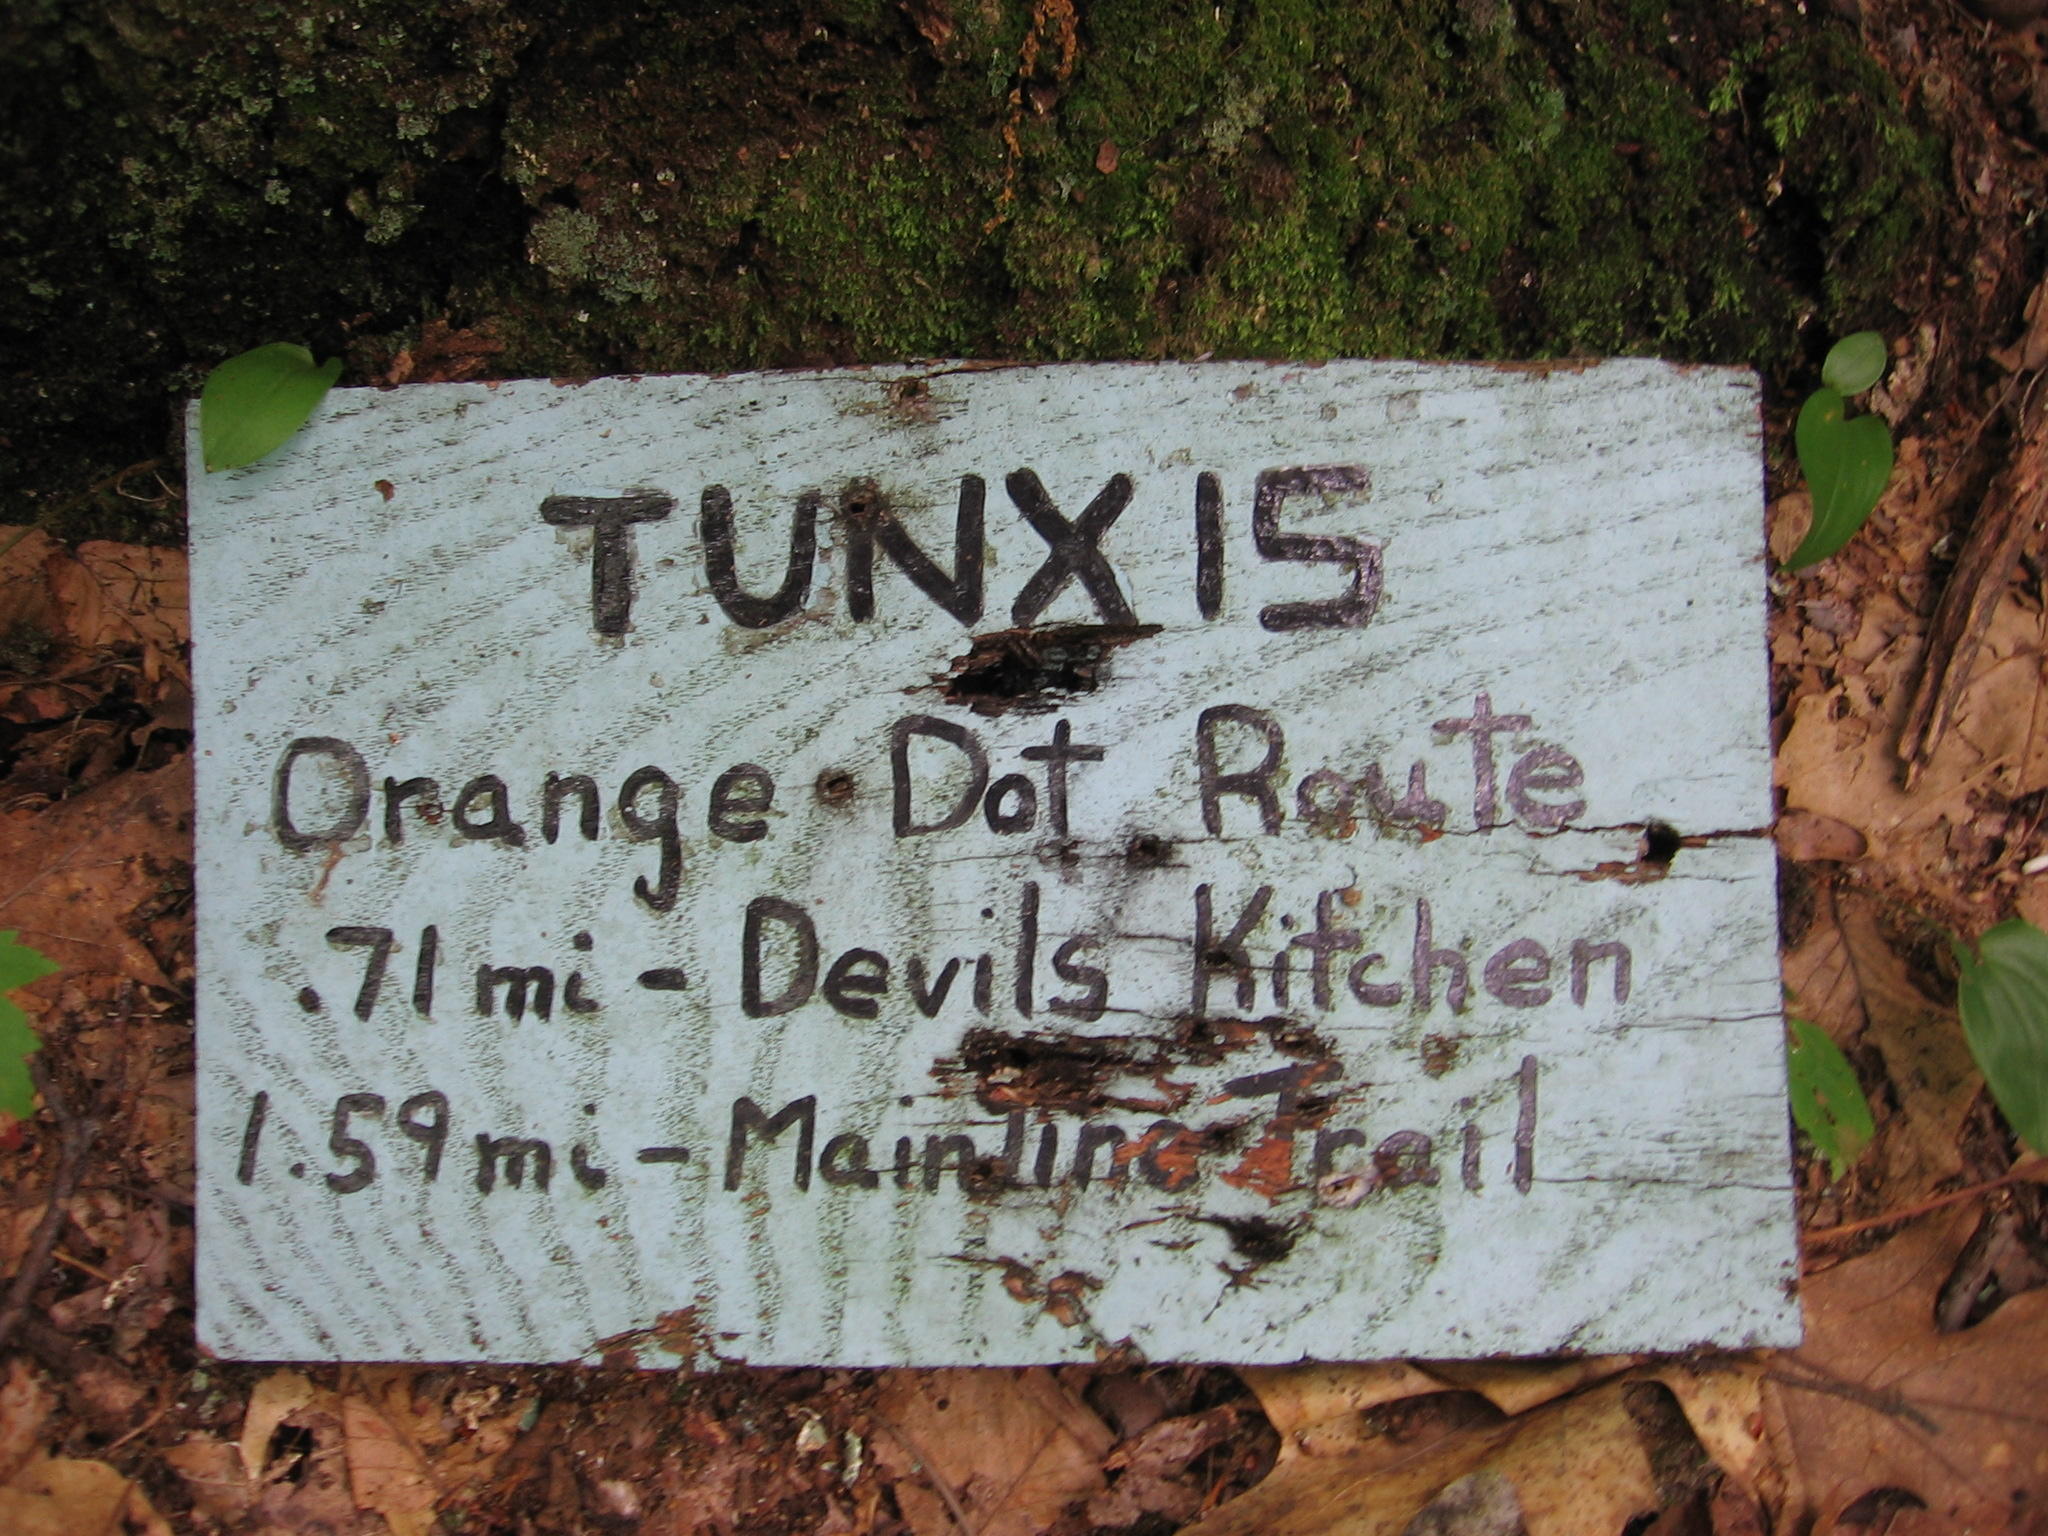 TUNXIS
Orange Dot Route
.71 mi - Devils Kitchen
1.59 mi - Mainline Trail